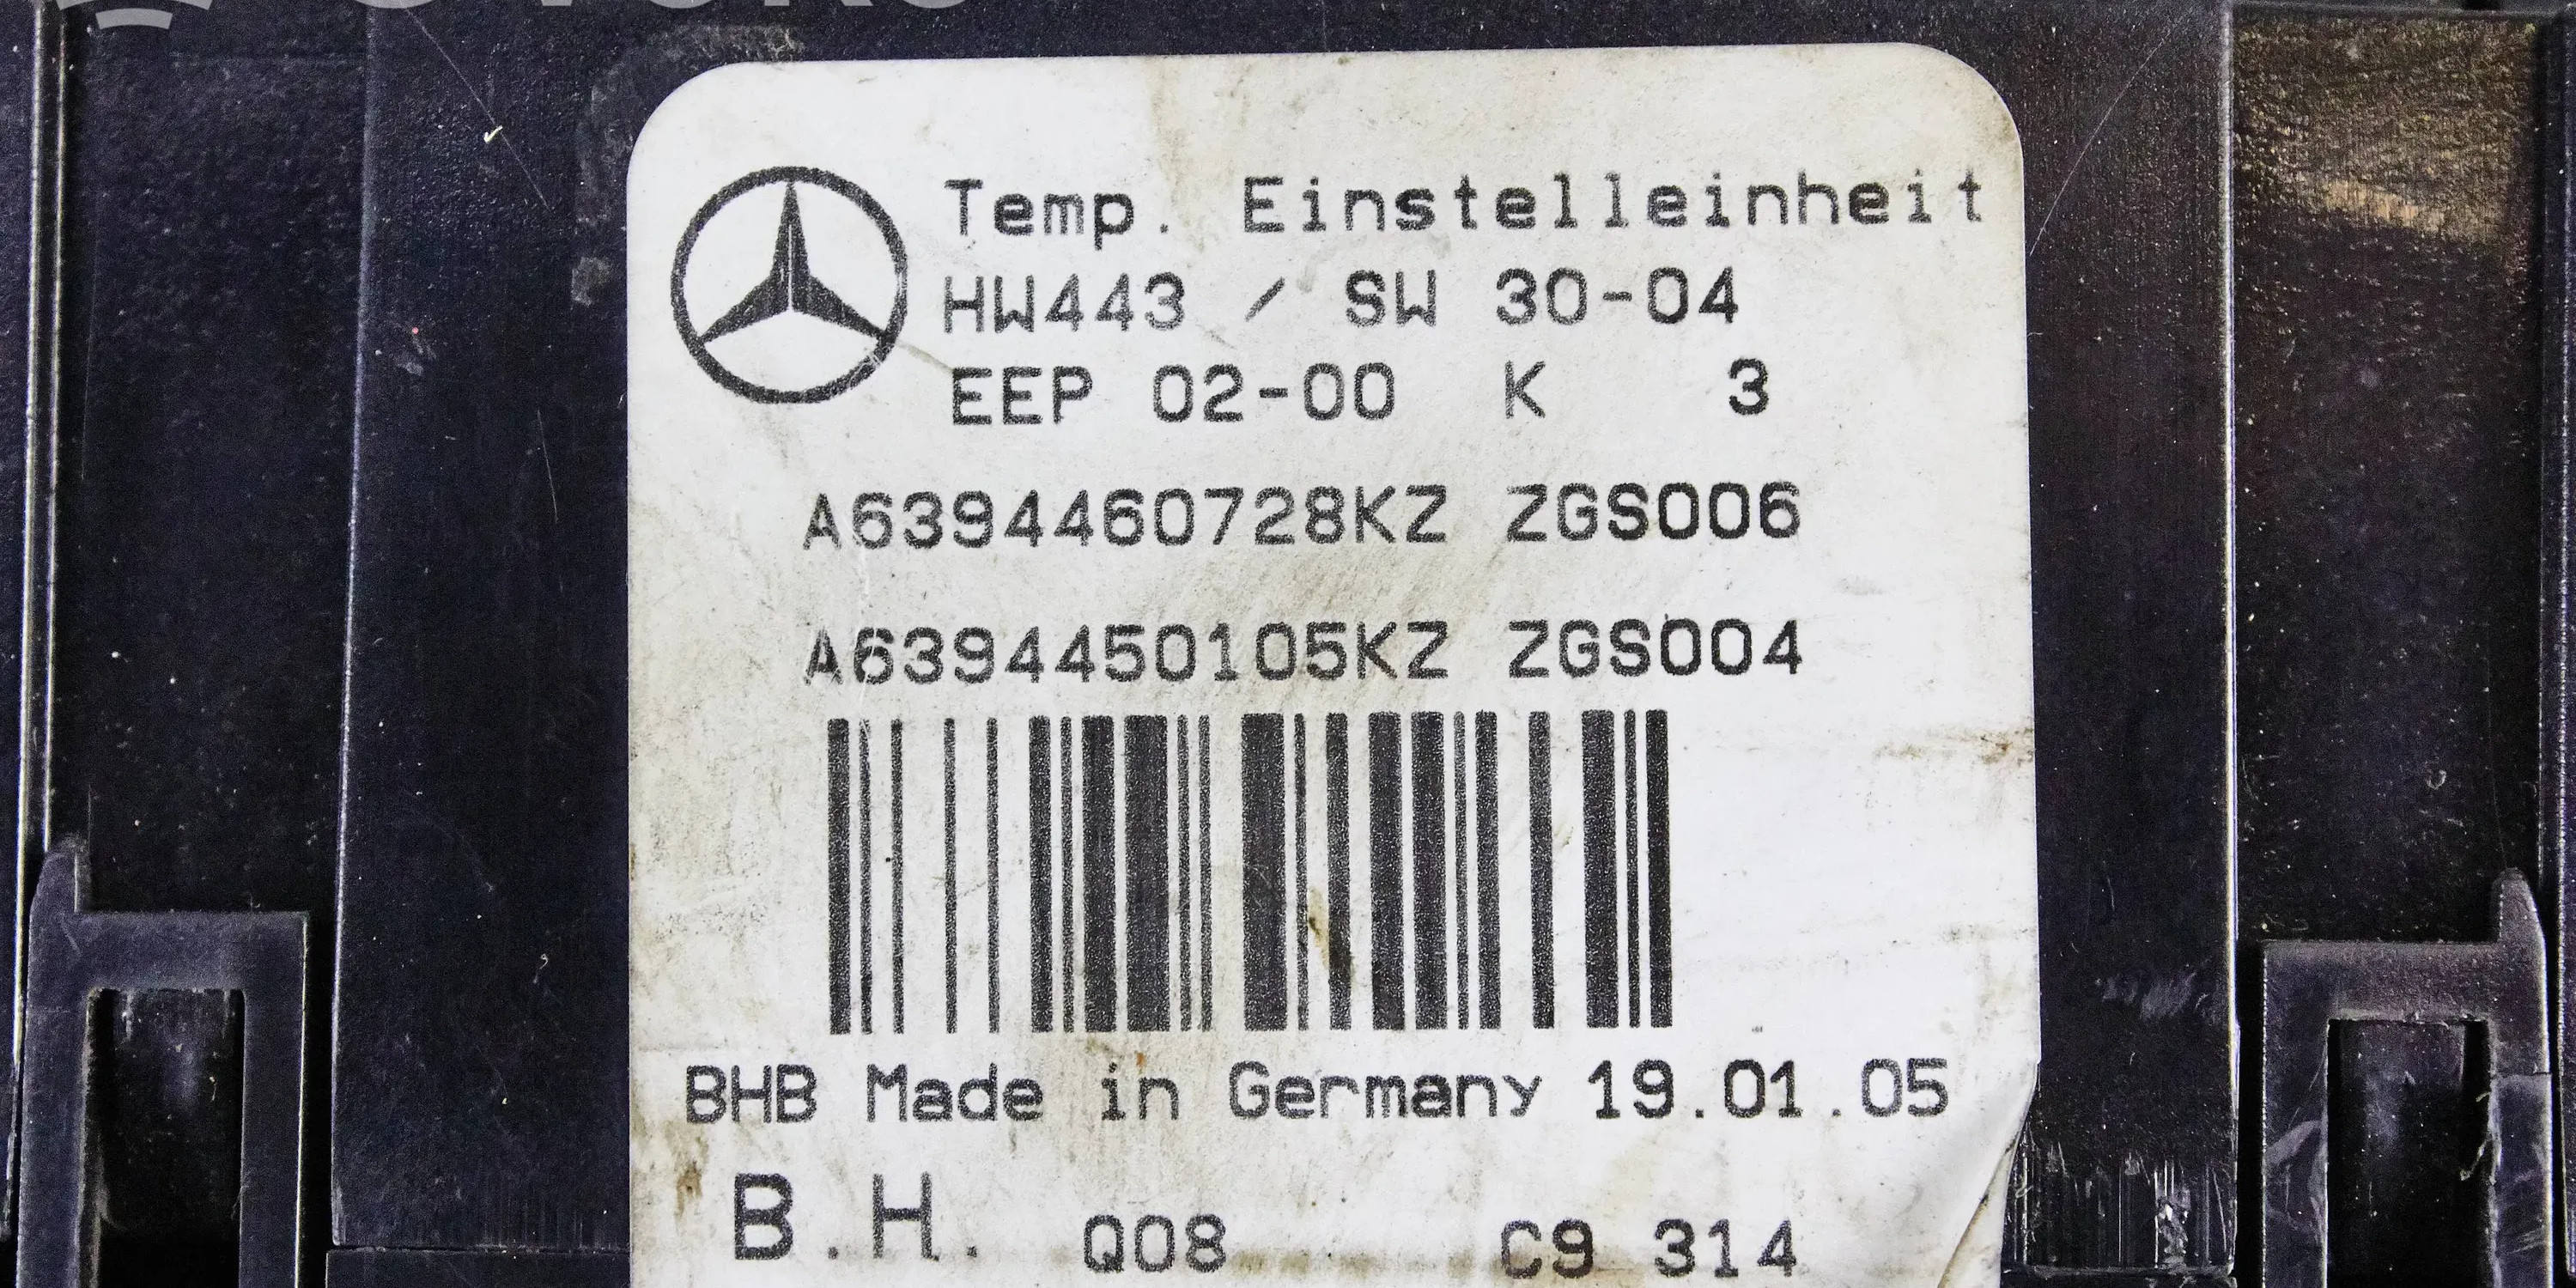 Temp. Einstelleinheit
HW443 / SW 30-04
EEP 02-00 K 3
A6394460728KZ ZGS006
A6394450105KZ ZGS004
BHB Made in Germany 19.01.05
B.H. Q08 C9 314